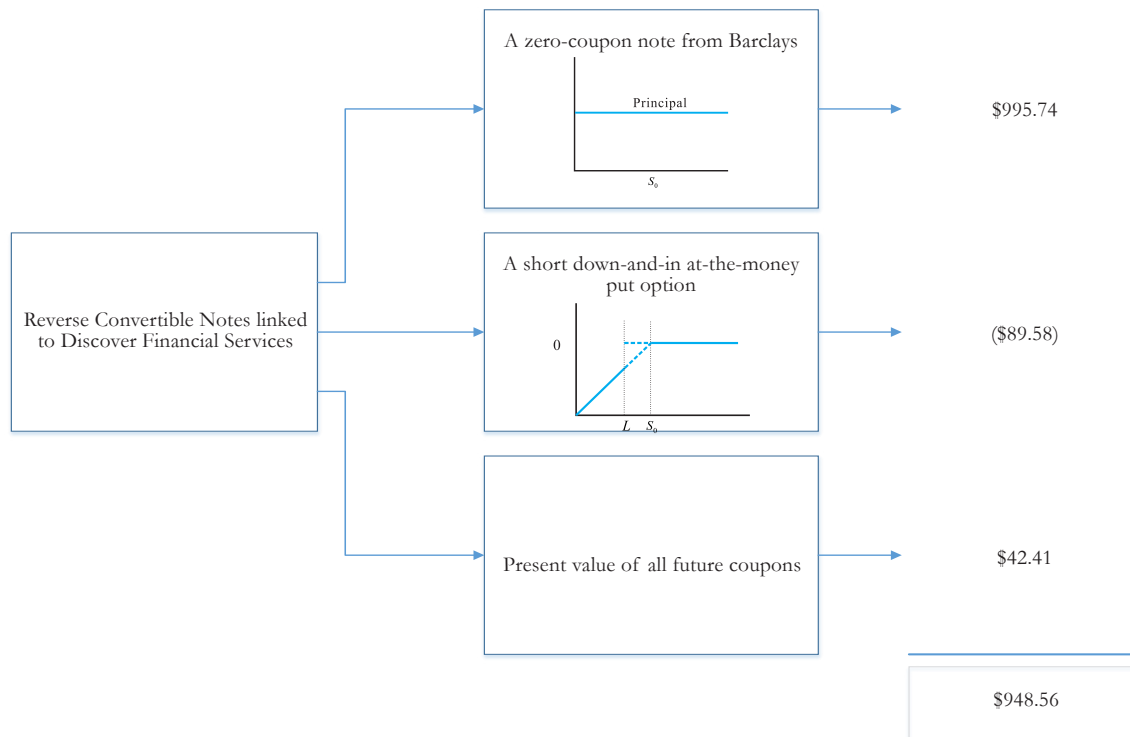 A zero-coupon note from Barclays
Principal
S₀
$995.74
Reverse Convertible Notes linked
to Discover Financial Services
A short down-and-in at-the-money
put option
0
L S₀
($89.58)
Present value of all future coupons
$42.41
$948.56